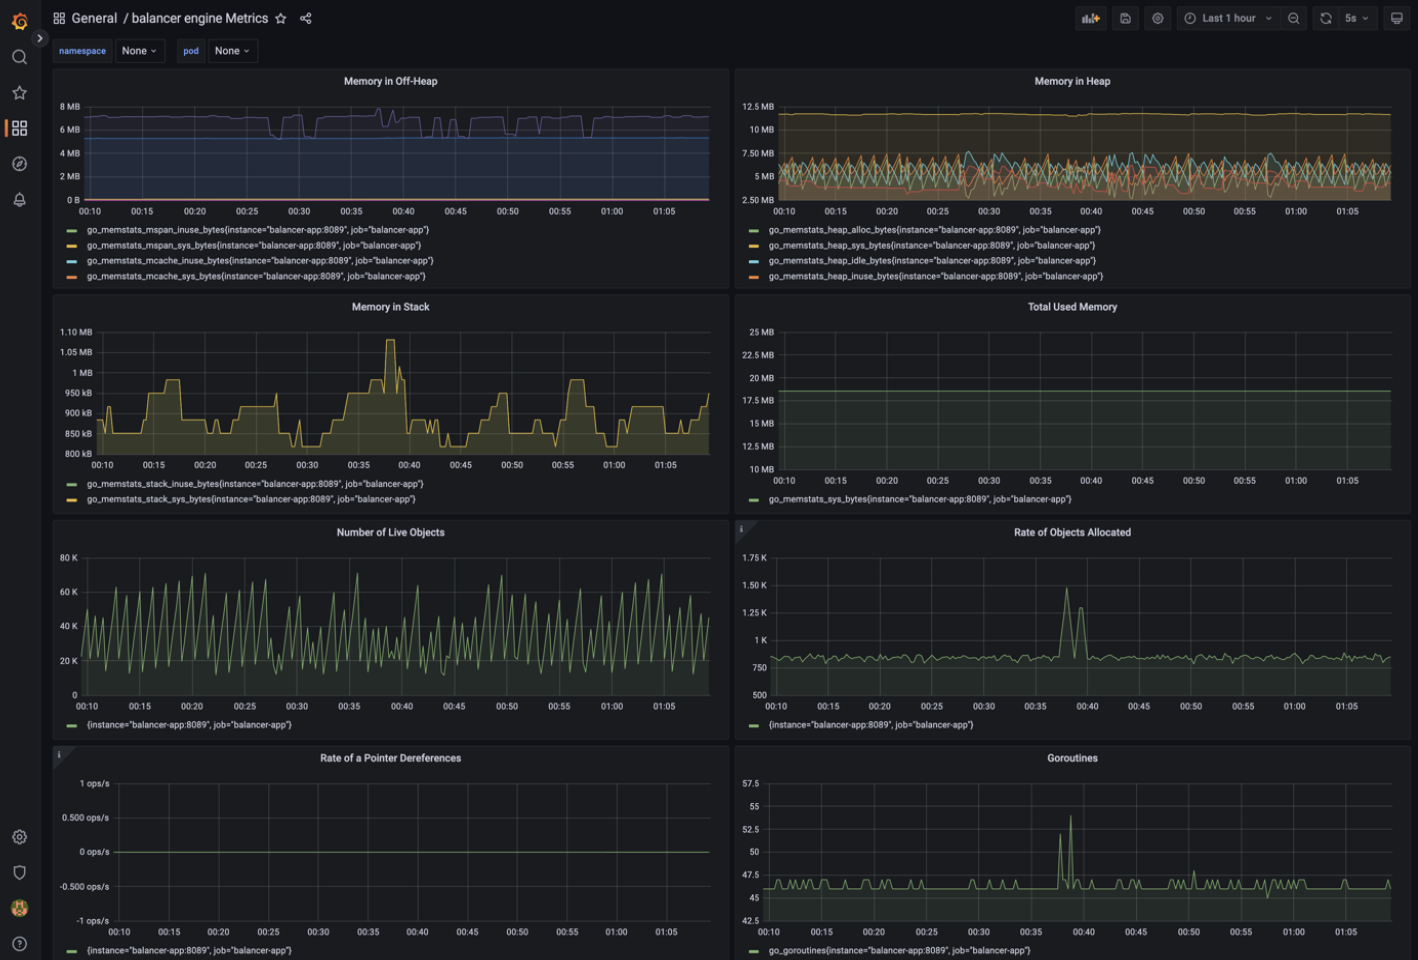 General / balancer engine Metrics
Last 1 hour
5s
namespace None pod None
Memory in Off-Heap
8 MB
6 MB
4 MB
2 MB
0 B
00:10 00:15 00:20 00:25 00:30 00:35 00:40 00:45 00:50 00:55 01:00 01:05
go_memstats_mspan_inuse_bytes{instance="balancer-app:8089", job="balancer-app"}
go_memstats_mspan_sys_bytes{instance="balancer-app:8089", job="balancer-app"}
go_memstats_mcache_inuse_bytes{instance="balancer-app:8089", job="balancer-app"}
go_memstats_mcache_sys_bytes{instance="balancer-app:8089", job="balancer-app"}
Memory in Heap
12.5 MB
10 MB
7.50 MB
5 MB
2.50 MB
00:10 00:15 00:20 00:25 00:30 00:35 00:40 00:45 00:50 00:55 01:00 01:05
go_memstats_heap_alloc_bytes{instance="balancer-app:8089", job="balancer-app"}
go_memstats_heap_sys_bytes{instance="balancer-app:8089", job="balancer-app"}
go_memstats_heap_idle_bytes{instance="balancer-app:8089", job="balancer-app"}
go_memstats_heap_inuse_bytes{instance="balancer-app:8089", job="balancer-app"}
Memory in Stack
1.10 MB
1.05 MB
1 MB
950 kB
900 kB
850 kB
800 kB
00:10 00:15 00:20 00:25 00:30 00:35 00:40 00:45 00:50 00:55 01:00 01:05
go_memstats_stack_inuse_bytes{instance="balancer-app:8089", job="balancer-app"}
go_memstats_stack_sys_bytes{instance="balancer-app:8089", job="balancer-app"}
Total Used Memory
25 MB
22.5 MB
20 MB
17.5 MB
15 MB
12.5 MB
10 MB
00:10 00:15 00:20 00:25 00:30 00:35 00:40 00:45 00:50 00:55 01:00 01:05
go_memstats_sys_bytes{instance="balancer-app:8089", job="balancer-app"}
Number of Live Objects
80 K
60 K
40 K
20 K
0
00:10 00:15 00:20 00:25 00:30 00:35 00:40 00:45 00:50 00:55 01:00 01:05
{instance="balancer-app:8089", job="balancer-app"}
i
Rate of Objects Allocated
1.75 K
1.50 K
1.25 K
1 K
750
500
00:10 00:15 00:20 00:25 00:30 00:35 00:40 00:45 00:50 00:55 01:00 01:05
{instance="balancer-app:8089", job="balancer-app"}
i
Rate of a Pointer Dereferences
1 ops/s
0.500 ops/s
0 ops/s
-0.500 ops/s
-1 ops/s
00:10 00:15 00:20 00:25 00:30 00:35 00:40 00:45 00:50 00:55 01:00 01:05
{instance="balancer-app:8089", job="balancer-app"}
Goroutines
57.5
55
52.5
50
47.5
45
42.5
00:10 00:15 00:20 00:25 00:30 00:35 00:40 00:45 00:50 00:55 01:00 01:05
go_goroutines{instance="balancer-app:8089", job="balancer-app"}